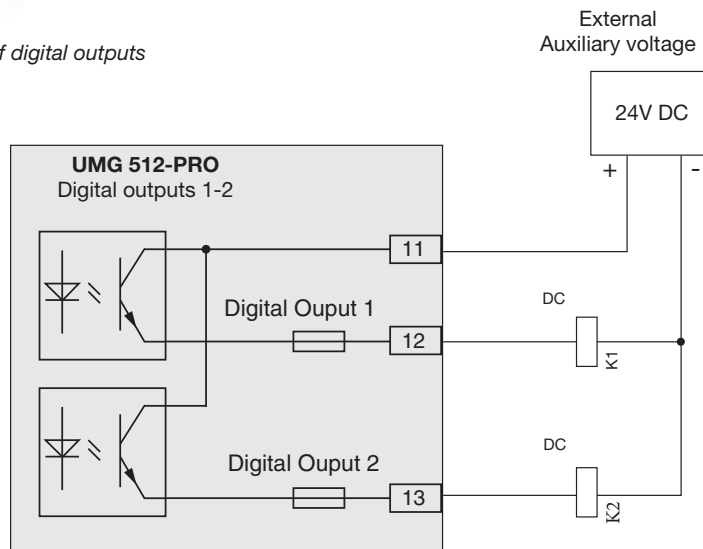 External
Auxiliary voltage
f digital outputs
24V DC
+ -
UMG 512-PRO
Digital outputs 1-2
11
Digital Ouput 1
12
DC
K1
Digital Ouput 2
13
DC
K2